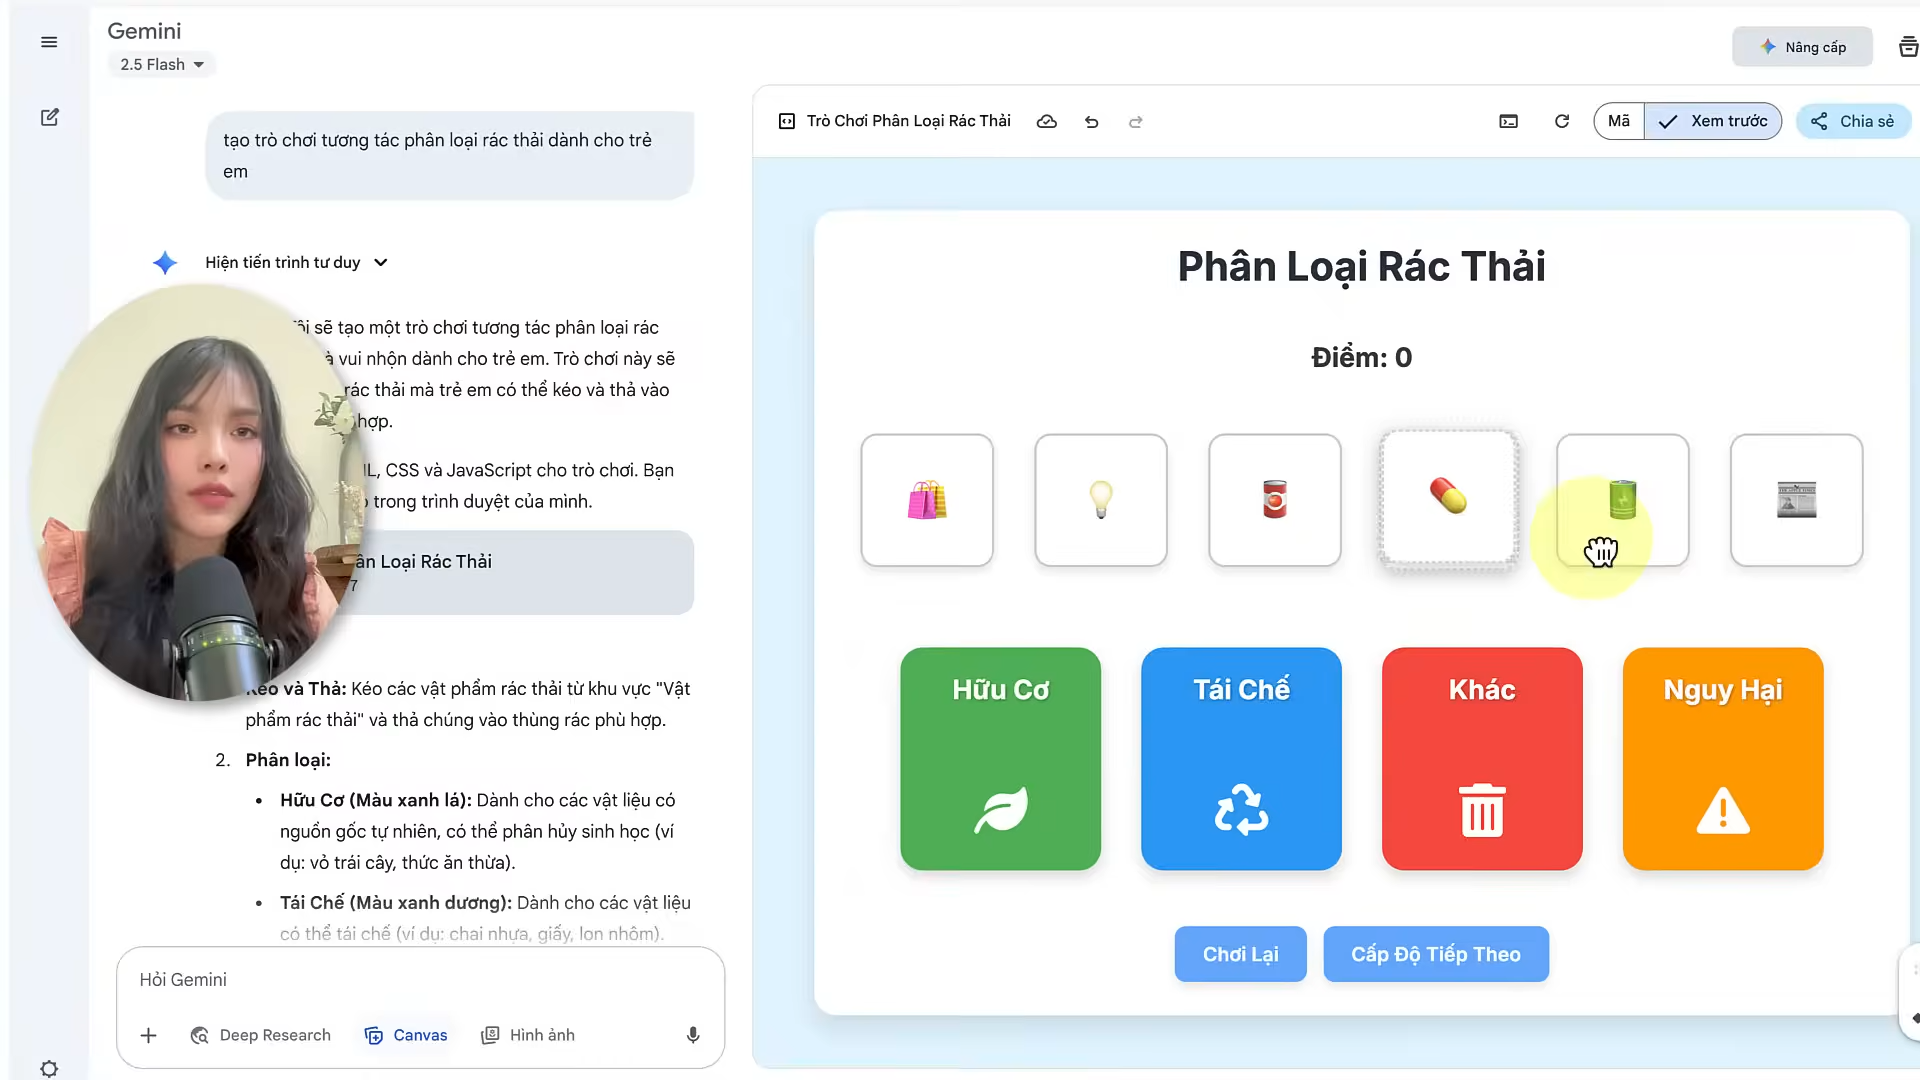 Gemini
2.5 Flash
Nâng cấp
tạo trò chơi tương tác phân loại rác thải dành cho trẻ
em
Hiện tiến trình tư duy
sẽ tạo một trò chơi tương tác phân loại rác
vui nhộn dành cho trẻ em. Trò chơi này sẽ
rác thải mà trẻ em có thể kéo và thả vào
hợp.
CSS và JavaScript cho trò chơi. Bạn
trong trình duyệt của mình.
Loại Rác Thải
7
Kéo và Thả: Kéo các vật phẩm rác thải từ khu vực "Vật
phẩm rác thải" và thả chúng vào thùng rác phù hợp.
2. Phân loại:
• Hữu Cơ (Màu xanh lá): Dành cho các vật liệu có
nguồn gốc tự nhiên, có thể phân hủy sinh học (ví
dụ: vỏ trái cây, thức ăn thừa).
• Tái Chế (Màu xanh dương): Dành cho các vật liệu
có thể tái chế (ví dụ: chai nhựa, giấy, lon nhôm).
Hỏi Gemini
Deep Research
Canvas
Hình ảnh
Trò Chơi Phân Loại Rác Thải
Mã
Xem trước
Chia sẻ
Phân Loại Rác Thải
Điểm: 0
Hữu Cơ
Tái Chế
Khác
Nguy Hại
Chơi Lại
Cấp Độ Tiếp Theo